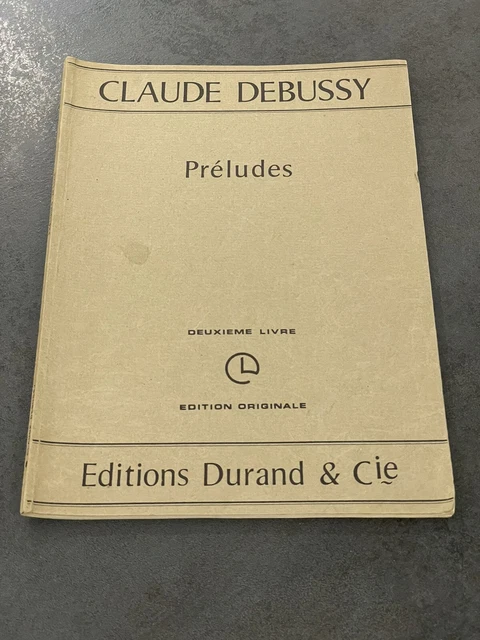 CLAUDE DEBUSSY
Préludes
DEUXIEME LIVRE
EDITION ORIGINALE
Editions Durand & Cie